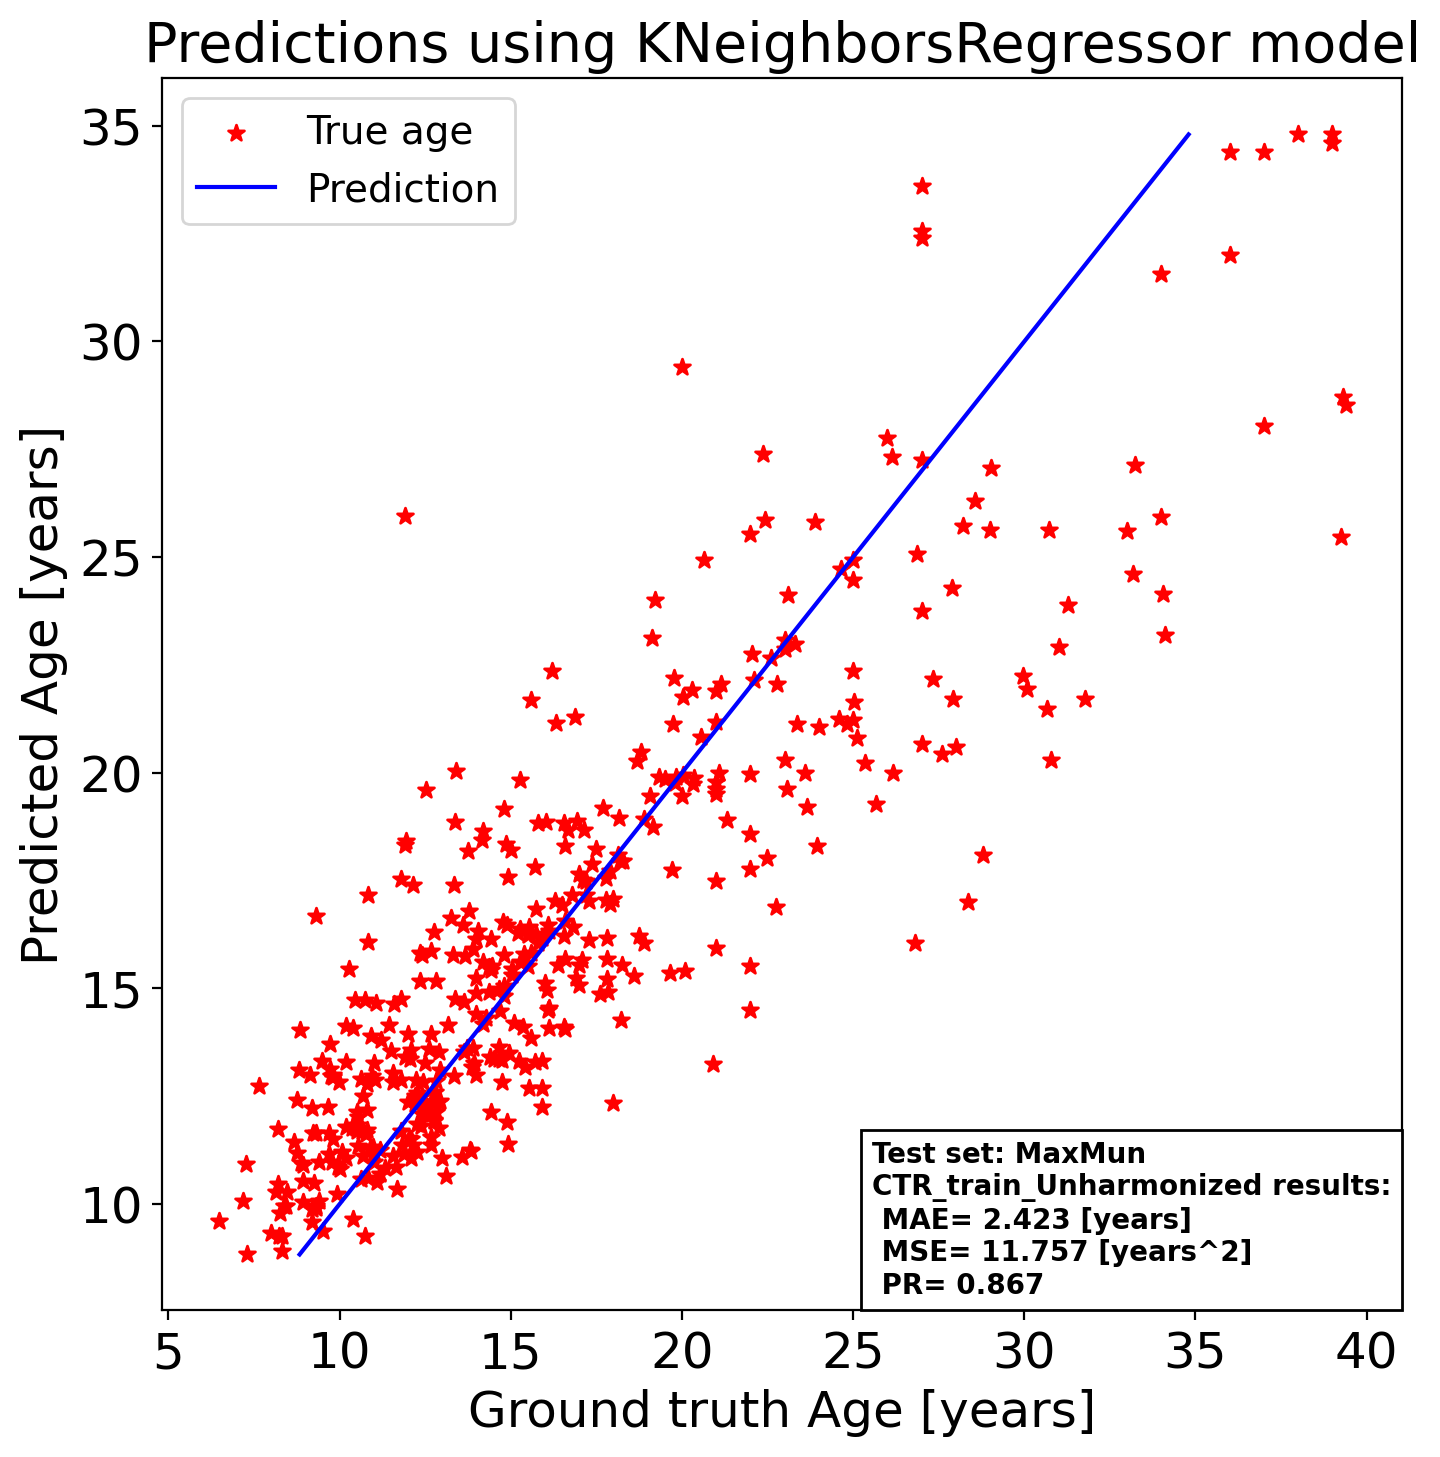 Predictions using KNeighborsRegressor model
True age
Prediction
Predicted Age [years]
35
30
25
20
15
10
Test set: MaxMun
CTR_train_Unharmonized results:
MAE= 2.423 [years]
MSE= 11.757 [years^2]
PR= 0.867
5 10 15 20 25 30 35 40
Ground truth Age [years]